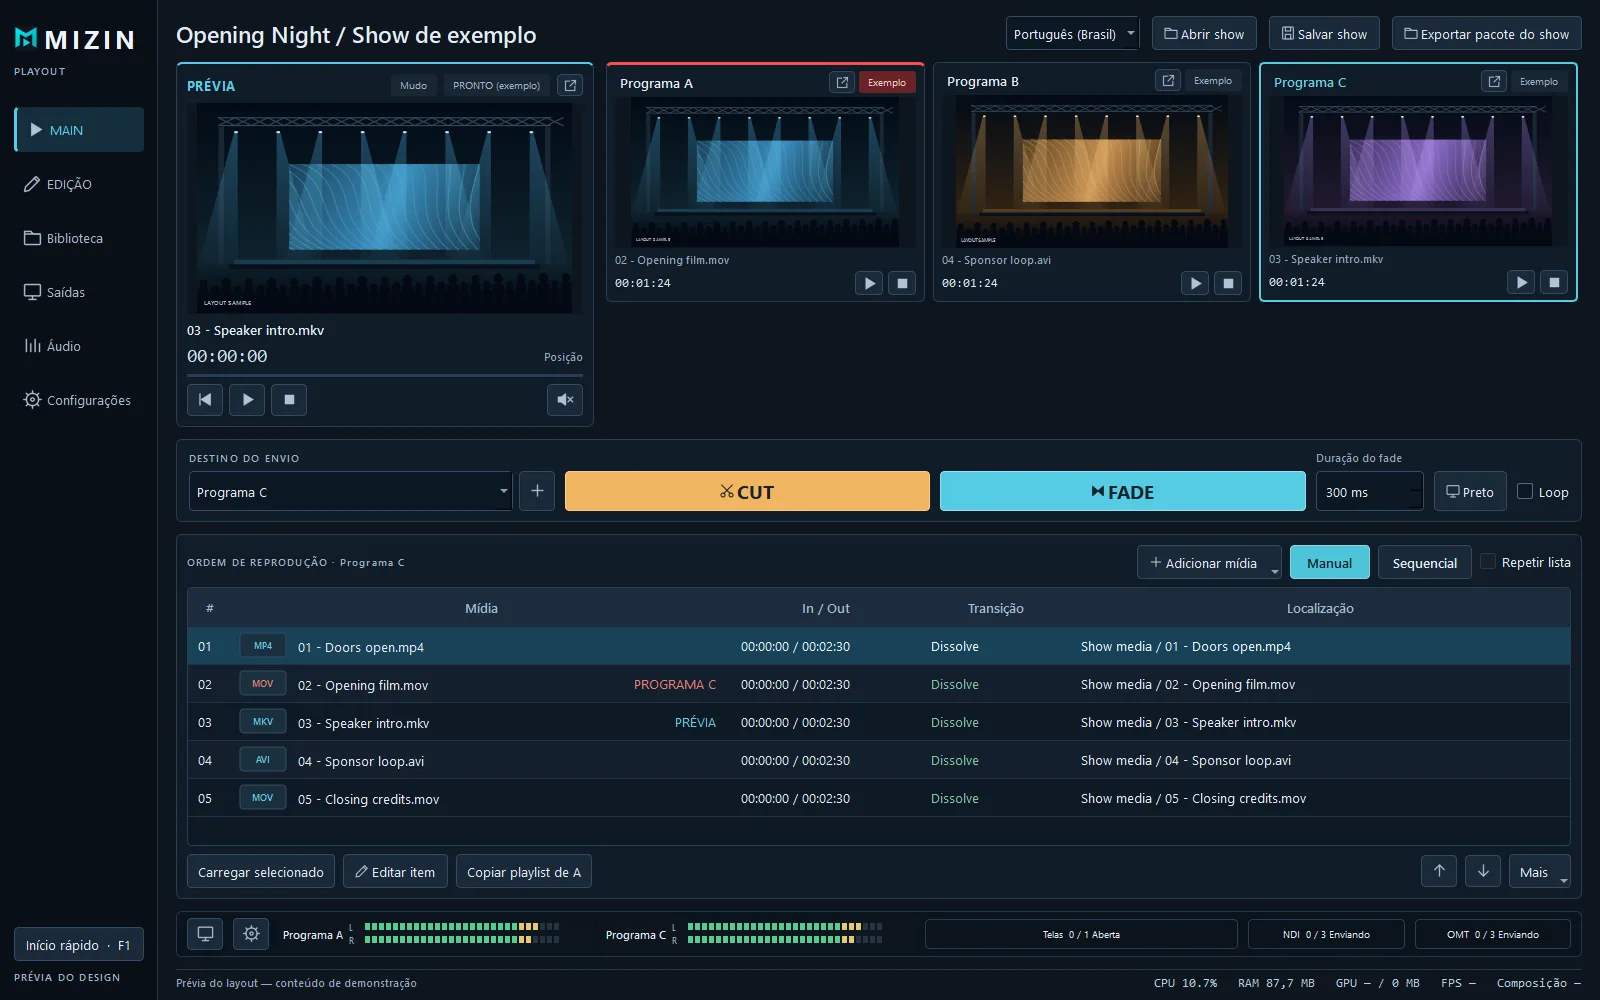 MIZIN
PLAYOUT
MAIN
EDIÇÃO
Biblioteca
Saídas
Áudio
Configurações
Início rápido · F1
PRÉVIA DO DESIGN
Opening Night / Show de exemplo
Português (Brasil)
Abrir show
Salvar show
Exportar pacote do show
PRÉVIA
Mudo
PRONTO (exemplo)
LAYOUT SAMPLE
03 - Speaker intro.mkv
00:00:00
Posição
Programa A
Exemplo
LAYOUT SAMPLE
02 - Opening film.mov
00:01:24
Programa B
Exemplo
LAYOUT SAMPLE
04 - Sponsor loop.avi
00:01:24
Programa C
Exemplo
LAYOUT SAMPLE
03 - Speaker intro.mkv
00:01:24
DESTINO DO ENVIO
Programa C
CUT
FADE
Duração do fade
300 ms
Preto
Loop
ORDEM DE REPRODUÇÃO · Programa C
Adicionar mídia
Manual
Sequencial
Repetir lista
# Mídia In / Out Transição Localização
01 MP4 01 - Doors open.mp4 00:00:00 / 00:02:30 Dissolve Show media / 01 - Doors open.mp4
02 MOV 02 - Opening film.mov PROGRAMA C 00:00:00 / 00:02:30 Dissolve Show media / 02 - Opening film.mov
03 MKV 03 - Speaker intro.mkv PRÉVIA 00:00:00 / 00:02:30 Dissolve Show media / 03 - Speaker intro.mkv
04 AVI 04 - Sponsor loop.avi 00:00:00 / 00:02:30 Dissolve Show media / 04 - Sponsor loop.avi
05 MOV 05 - Closing credits.mov 00:00:00 / 00:02:30 Dissolve Show media / 05 - Closing credits.mov
Carregar selecionado
Editar item
Copiar playlist de A
Mais
Programa A L R
Programa C L R
Telas 0 / 1 Aberta
NDI 0 / 3 Enviando
OMT 0 / 3 Enviando
Prévia do layout — conteúdo de demonstração
CPU 10.7% RAM 87,7 MB GPU — / 0 MB FPS — Composição —